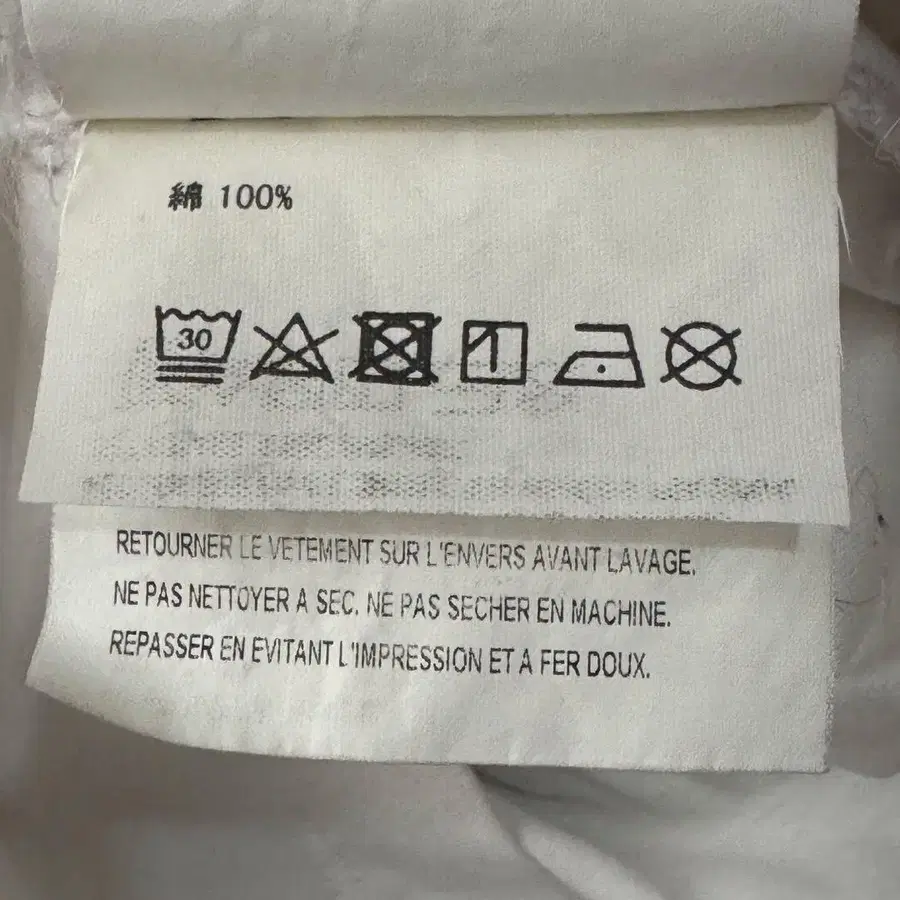 綿 100%
30
RETOURNER LE VETEMENT SUR L'ENVERS AVANT LAVAGE.
NE PAS NETTOYER A SEC. NE PAS SECHER EN MACHINE.
REPASSER EN EVITANT L'IMPRESSION ET A FER DOUX.